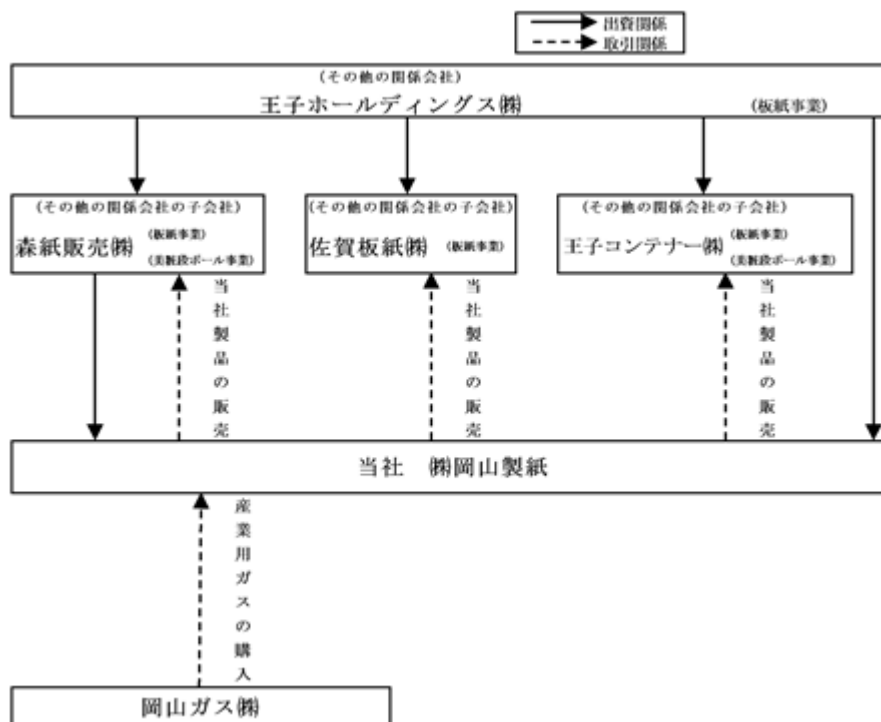 出資関係
取引関係
(その他の関係会社)
王子ホールディングス㈱
(板紙事業)
(その他の関係会社の子会社)
森紙販売㈱
(板紙事業)
(美粧段ボール事業)
(その他の関係会社の子会社)
佐賀板紙㈱
(板紙事業)
(その他の関係会社の子会社)
王子コンテナー㈱
(板紙事業)
(美粧段ボール事業)
当社製品の販売
当社製品の販売
当社製品の販売
当社 ㈱岡山製紙
産業用ガスの購入
岡山ガス㈱